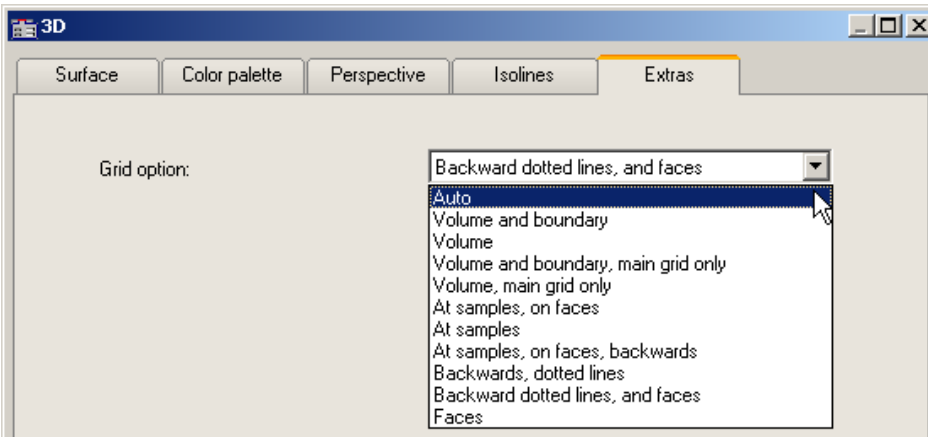 3D
Surface Color palette Perspective Isolines Extras
Grid option: Backward dotted lines, and faces
Auto
Volume and boundary
Volume
Volume and boundary, main grid only
Volume, main grid only
At samples, on faces
At samples
At samples, on faces, backwards
Backwards, dotted lines
Backward dotted lines, and faces
Faces